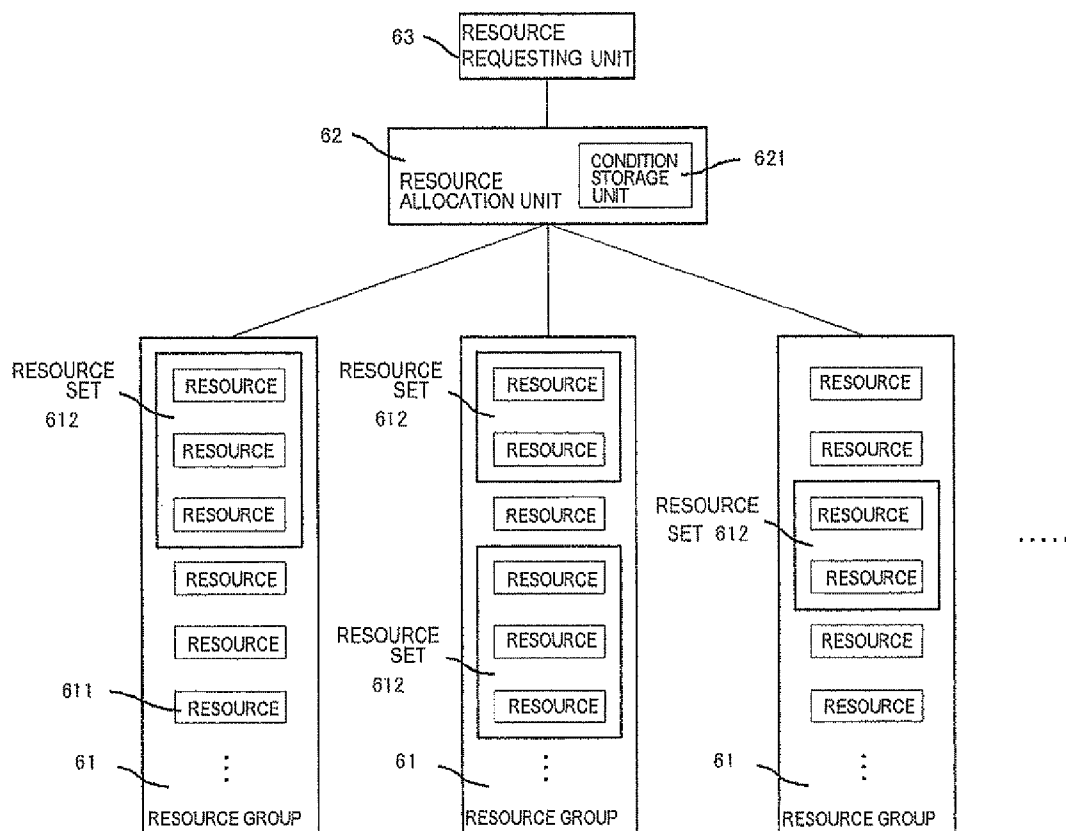 63
RESOURCE
REQUESTING UNIT
62
RESOURCE
ALLOCATION UNIT
CONDITION
STORAGE
UNIT
621
RESOURCE
SET
612
RESOURCE
RESOURCE
RESOURCE
RESOURCE
RESOURCE
611
RESOURCE
61
RESOURCE GROUP
RESOURCE
SET
612
RESOURCE
RESOURCE
RESOURCE
RESOURCE
SET
612
RESOURCE
RESOURCE
RESOURCE
61
RESOURCE GROUP
RESOURCE
RESOURCE
RESOURCE
SET 612
RESOURCE
RESOURCE
RESOURCE
RESOURCE
61
RESOURCE GROUP
.....